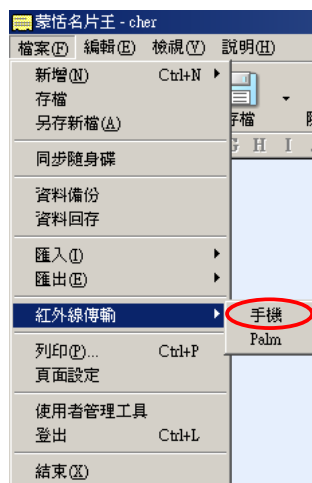 蒙恬名片王 - cher
檔案(F) 編輯(E) 檢視(V) 說明(H)
新增(N) Ctrl+N
存檔
另存新檔(A)
存檔
G H I
同步隨身碟
資料備份
資料回存
匯入(I)
匯出(E)
紅外線傳輸
手機
Palm
列印(P)... Ctrl+P
頁面設定
使用者管理工具
登出 Ctrl+L
結束(X)